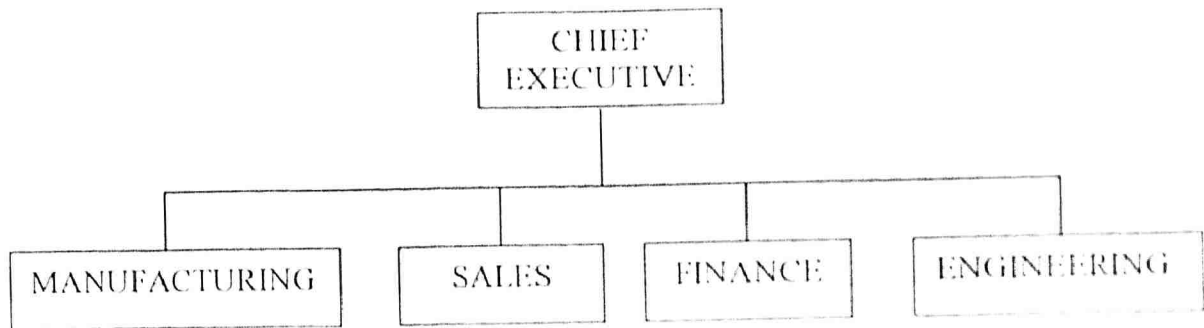 CHIEF
EXECUTIVE
MANUFACTURING
SALES
FINANCE
ENGINEERING